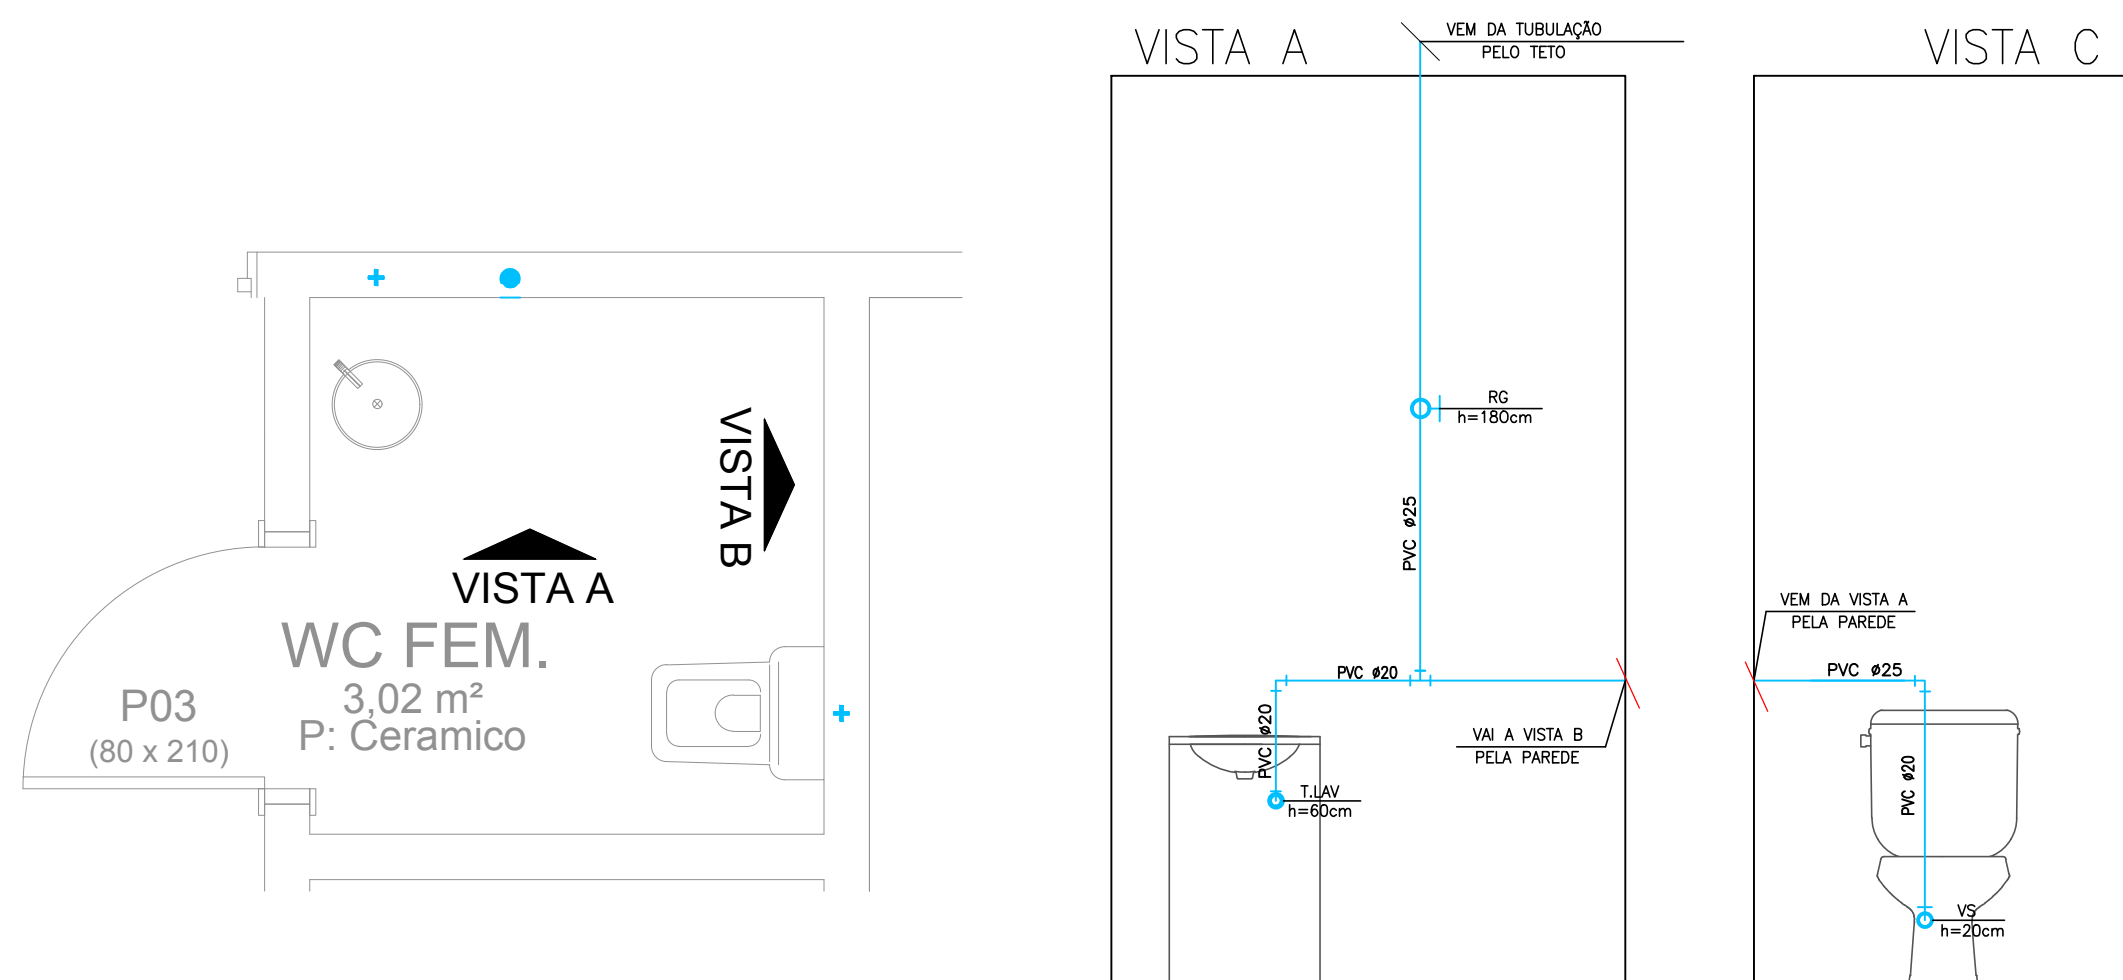 VISTA A
VISTA B
WC FEM.
3,02 m²
P: Ceramico
P03
(80 x 210)
VISTA A
VEM DA TUBULAÇÃO
PELO TETO
RG
h=180cm
PVC ø25
PVC ø20
PVC ø20
T.LAV
h=60cm
VAI A VISTA B
PELA PAREDE
VISTA C
VEM DA VISTA A
PELA PAREDE
PVC ø25
PVC ø20
VS
h=20cm